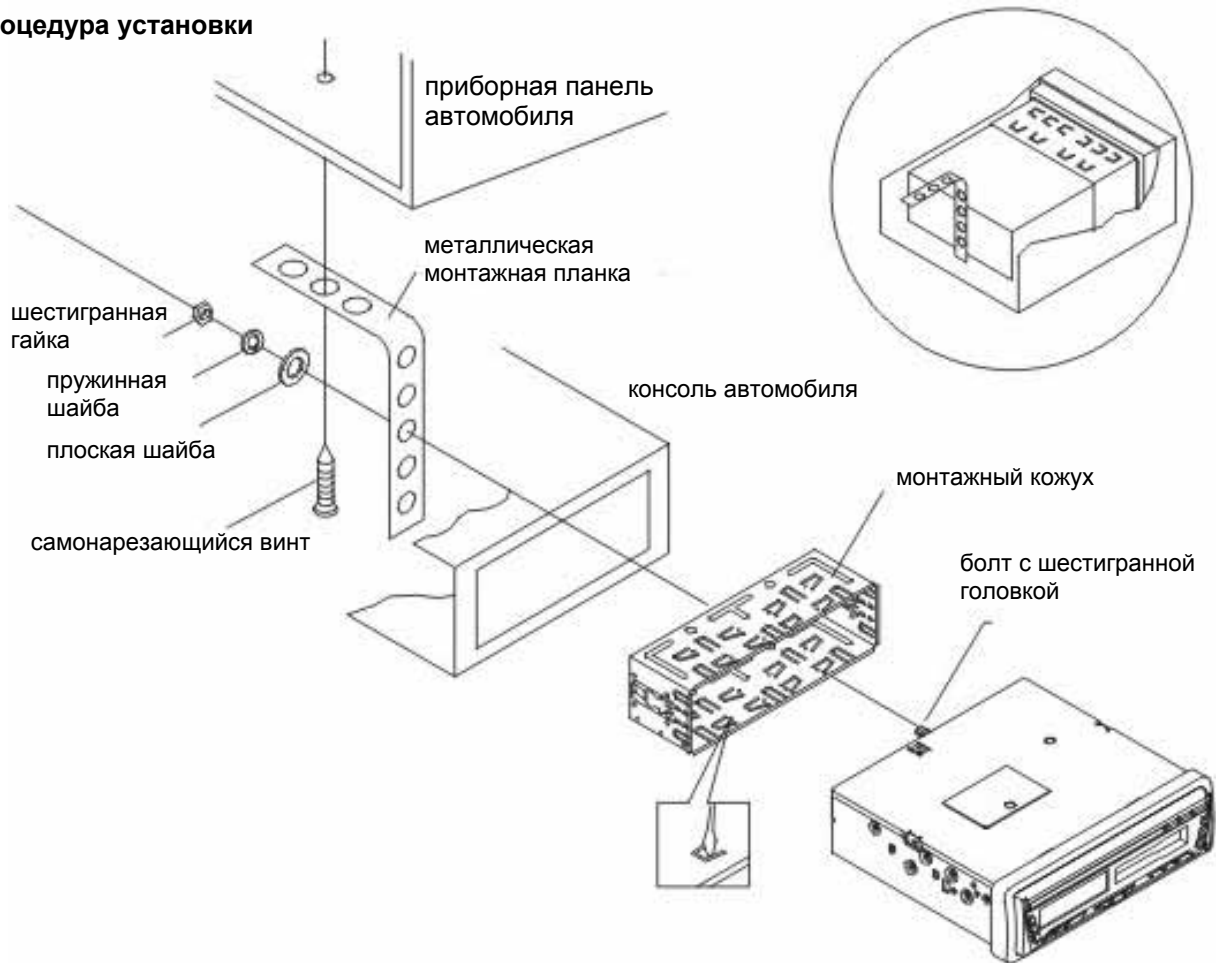 оцедура установки
приборная панель
автомобиля
металлическая
монтажная планка
шестигранная
гайка
пружинная
шайба
консоль автомобиля
плоская шайба
монтажный кожух
самонарезающийся винт
болт с шестигранной
головкой